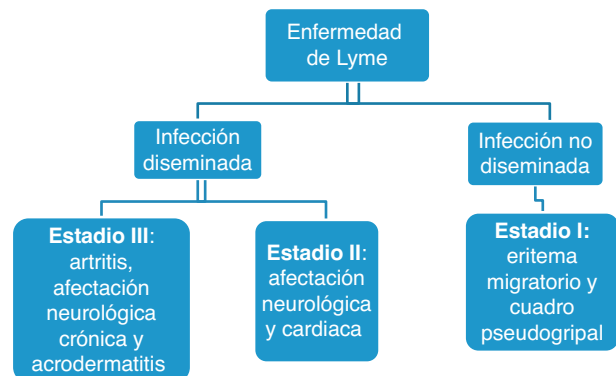 Enfermedad
de Lyme
Infección
diseminada
Infección no
diseminada
Estadio III:
artritis,
afectación
neurológica
crónica y
acrodermatitis
Estadio II:
afectación
neurológica
y cardiaca
Estadio I:
eritema
migratorio y
cuadro
pseudogripal